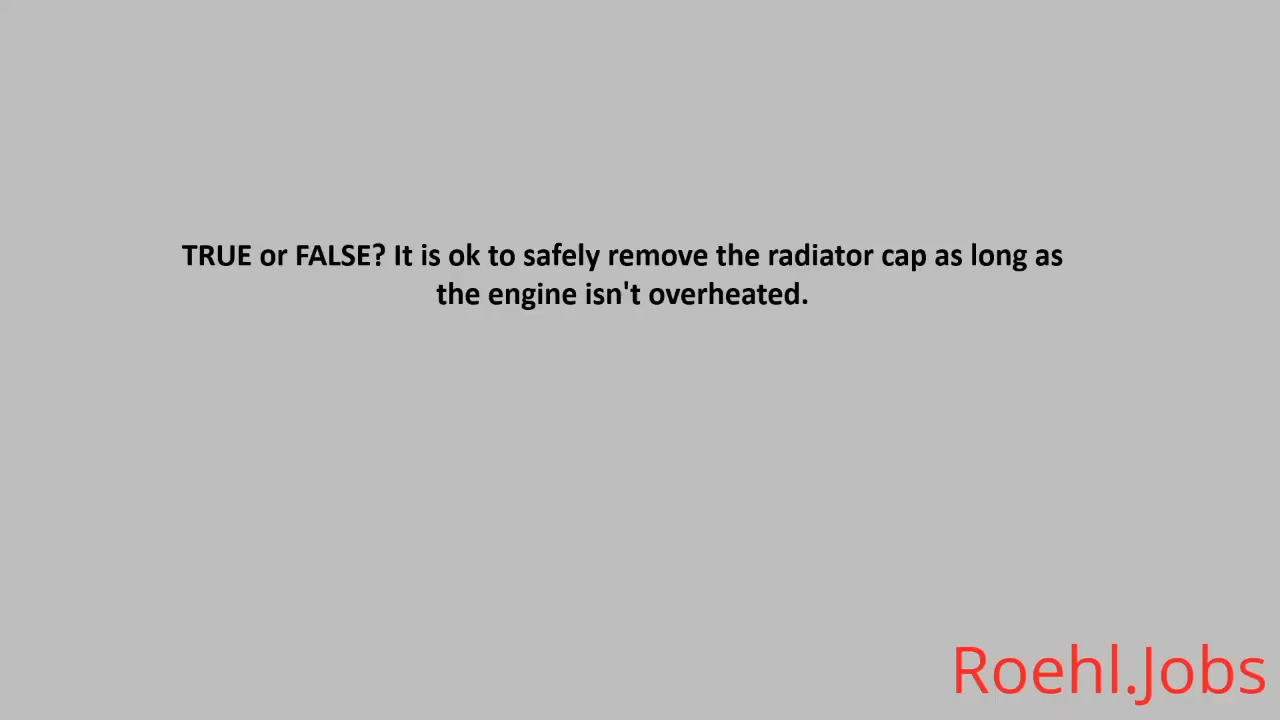 TRUE or FALSE? It is ok to safely remove the radiator cap as long as
the engine isn't overheated.
Roehl.Jobs